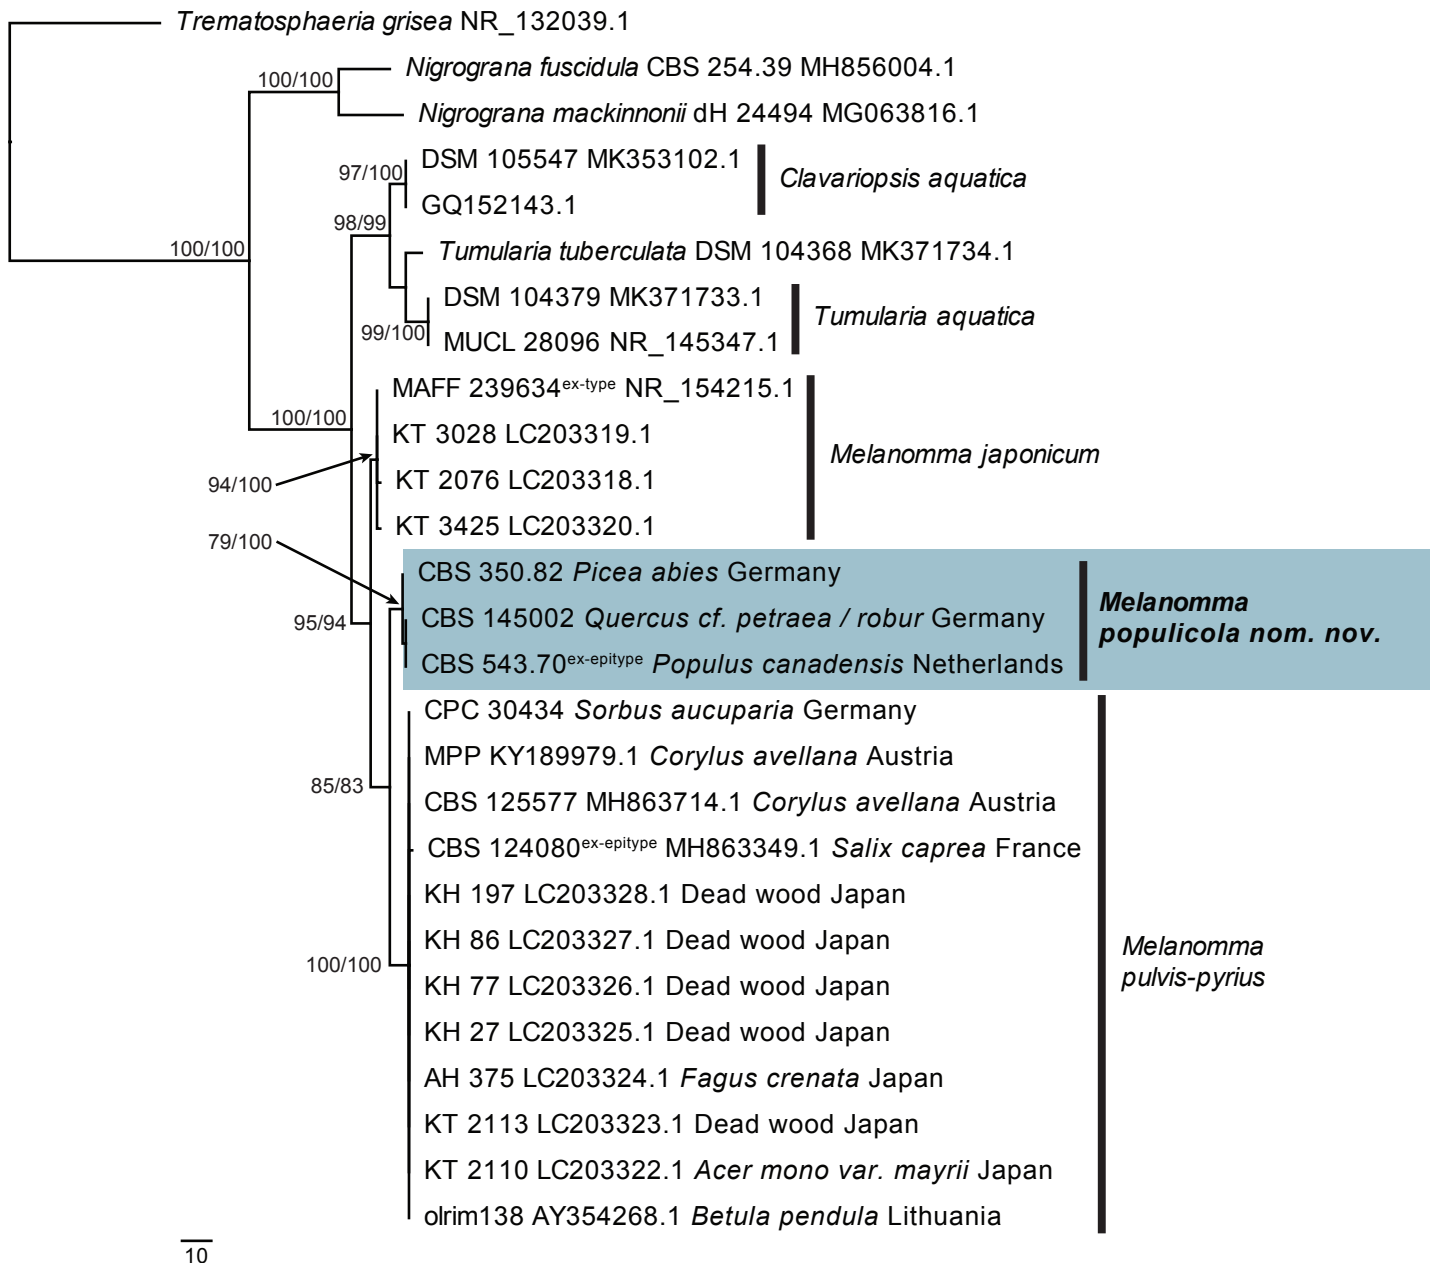 Trematosphaeria grisea NR_132039.1
100/100
Nigrograna fuscidula CBS 254.39 MH856004.1
Nigrograna mackinnonii dH 24494 MG063816.1
97/100
DSM 105547 MK353102.1
Clavariopsis aquatica
GQ152143.1
98/99
100/100
Tumularia tuberculata DSM 104368 MK371734.1
DSM 104379 MK371733.1
Tumularia aquatica
99/100
MUCL 28096 NR_145347.1
MAFF 239634ex-type NR_154215.1
100/100
KT 3028 LC203319.1
Melanomma japonicum
94/100
KT 2076 LC203318.1
KT 3425 LC203320.1
79/100
CBS 350.82 Picea abies Germany
Melanomma
populicola nom. nov.
CBS 145002 Quercus cf. petraea / robur Germany
95/94
CBS 543.70ex-epitype Populus canadensis Netherlands
CPC 30434 Sorbus aucuparia Germany
MPP KY189979.1 Corylus avellana Austria
85/83
CBS 125577 MH863714.1 Corylus avellana Austria
CBS 124080ex-epitype MH863349.1 Salix caprea France
KH 197 LC203328.1 Dead wood Japan
KH 86 LC203327.1 Dead wood Japan
Melanomma
pulvis-pyrius
100/100
KH 77 LC203326.1 Dead wood Japan
KH 27 LC203325.1 Dead wood Japan
AH 375 LC203324.1 Fagus crenata Japan
KT 2113 LC203323.1 Dead wood Japan
KT 2110 LC203322.1 Acer mono var. mayrii Japan
olrim138 AY354268.1 Betula pendula Lithuania
10